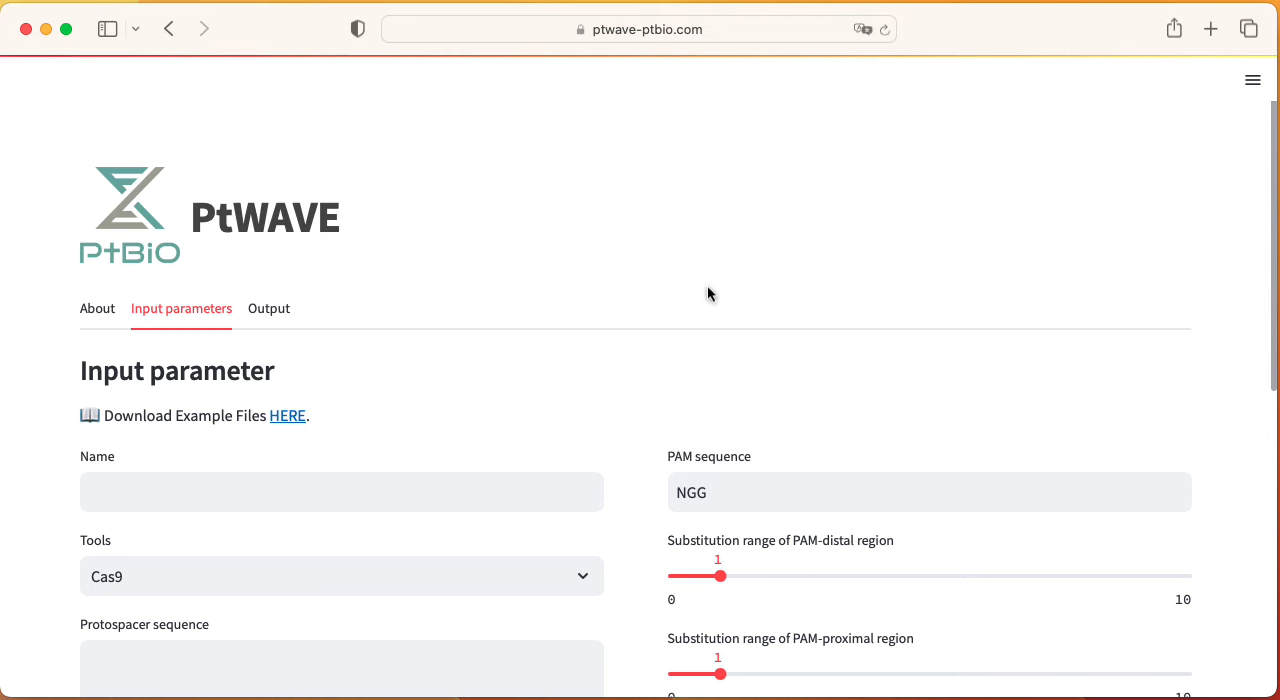 ptwave-ptbio.com
PtBiO
PtWAVE
About Input parameters Output
Input parameter
Download Example Files HERE.
Name
Tools
Cas9
Protospacer sequence
PAM sequence
NGG
Substitution range of PAM-distal region
1
0 10
Substitution range of PAM-proximal region
1
0 10